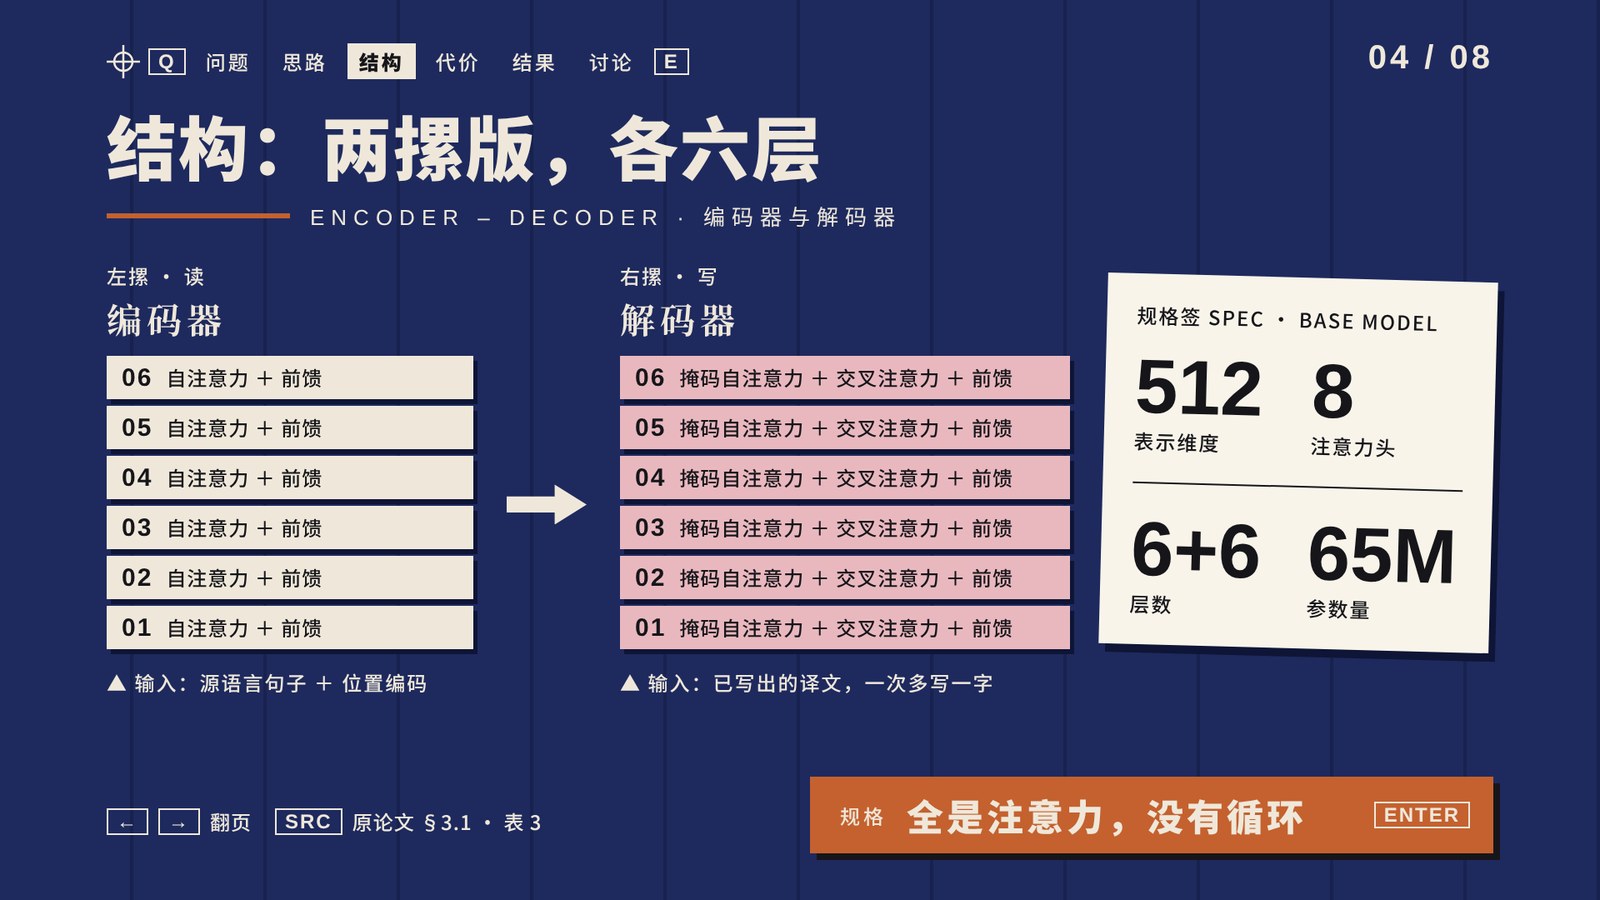 Q 问题 思路 结构 代价 结果 讨论 E
04 / 08
结构：两摞版，各六层
ENCODER – DECODER · 编码器与解码器
左摞 · 读
编码器
06 自注意力 ＋ 前馈
05 自注意力 ＋ 前馈
04 自注意力 ＋ 前馈
03 自注意力 ＋ 前馈
02 自注意力 ＋ 前馈
01 自注意力 ＋ 前馈
▲ 输入：源语言句子 ＋ 位置编码
右摞 · 写
解码器
06 掩码自注意力 ＋ 交叉注意力 ＋ 前馈
05 掩码自注意力 ＋ 交叉注意力 ＋ 前馈
04 掩码自注意力 ＋ 交叉注意力 ＋ 前馈
03 掩码自注意力 ＋ 交叉注意力 ＋ 前馈
02 掩码自注意力 ＋ 交叉注意力 ＋ 前馈
01 掩码自注意力 ＋ 交叉注意力 ＋ 前馈
▲ 输入：已写出的译文，一次多写一字
规格签 SPEC · BASE MODEL
512 8
表示维度 注意力头
6+6 65M
层数 参数量
← → 翻页 SRC 原论文 §3.1 · 表 3
规格 全是注意力，没有循环 ENTER